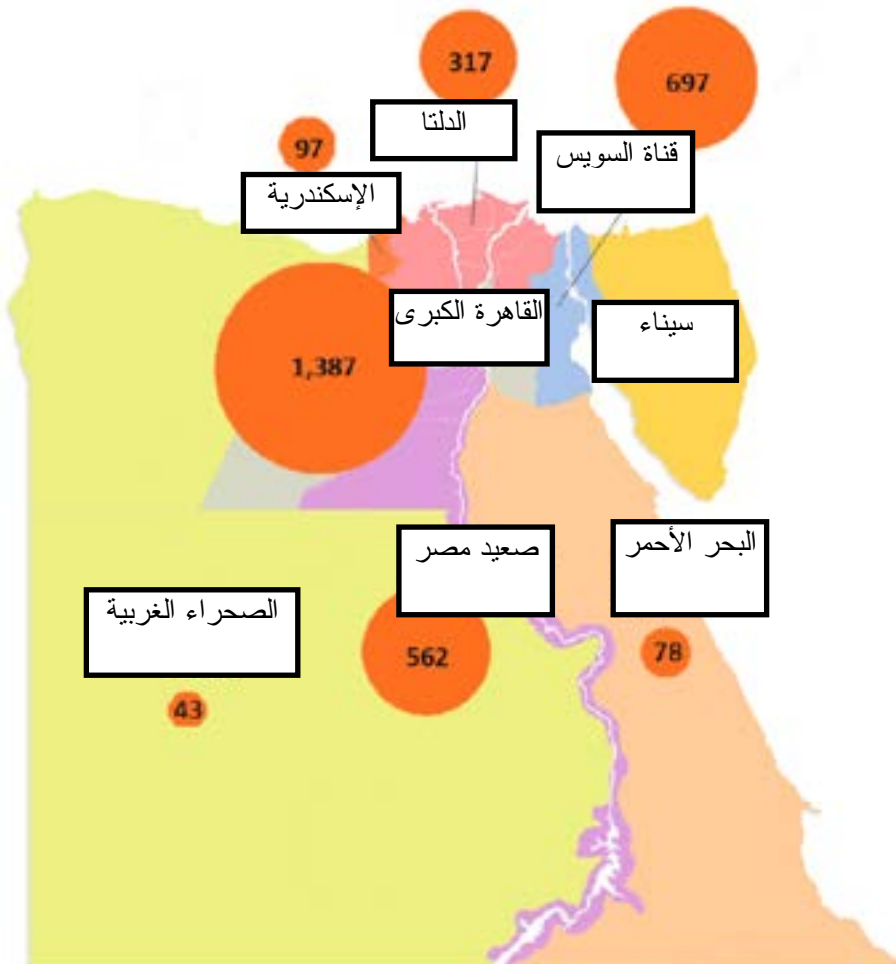 317
697
الدلتا
97
قناة السويس
الإسكندرية
القاهرة الكبرى
سيناء
1,387
صعيد مصر
البحر الأحمر
الصحراء الغربية
562
78
43